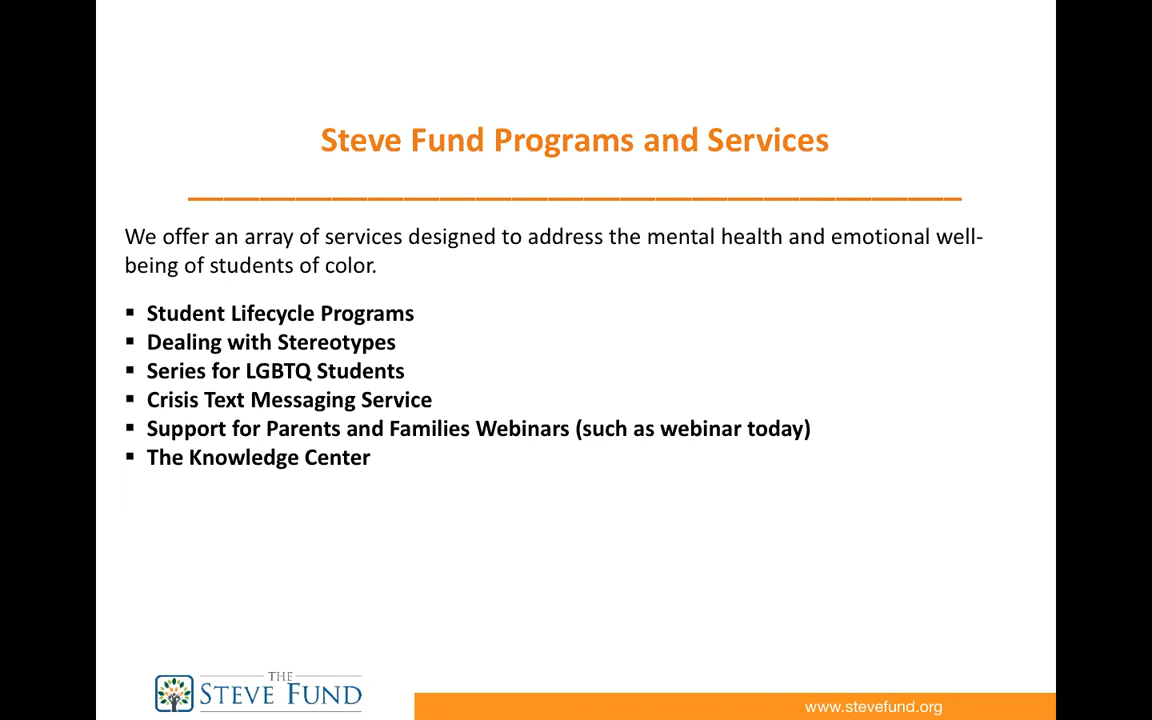 Steve Fund Programs and Services
We offer an array of services designed to address the mental health and emotional well-
being of students of color.
▪ Student Lifecycle Programs
▪ Dealing with Stereotypes
▪ Series for LGBTQ Students
▪ Crisis Text Messaging Service
▪ Support for Parents and Families Webinars (such as webinar today)
▪ The Knowledge Center
THE
STEVE FUND
www.stevefund.org